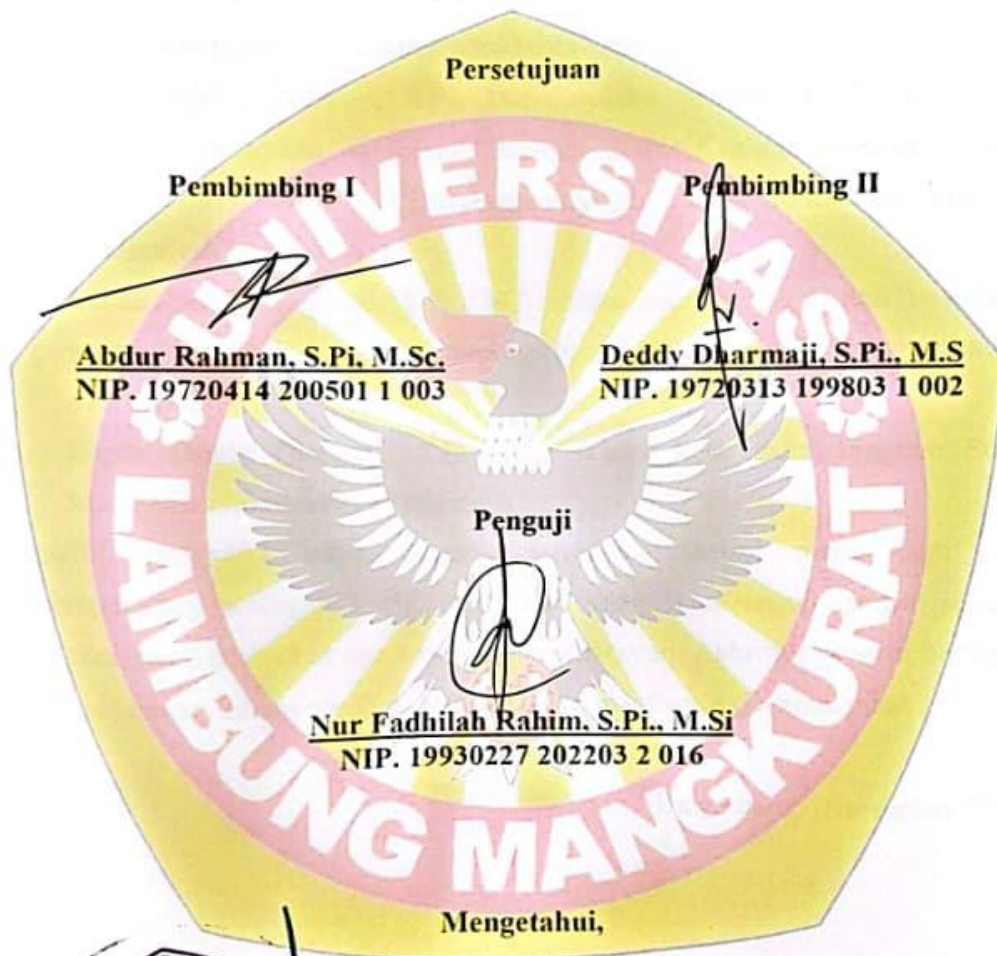 Persetujuan
Pembimbing I
Pembimbing II
Abdur Rahman, S.Pi, M.Sc.
NIP. 19720414 200501 1 003
Deddy Dharmaji, S.Pi., M.S
NIP. 19720313 199803 1 002
Penguji
Nur Fadhilah Rahim, S.Pi., M.Si
NIP. 19930227 202203 2 016
Mengetahui,
UNIVERSITAS
LAMBUNG MANGKURAT